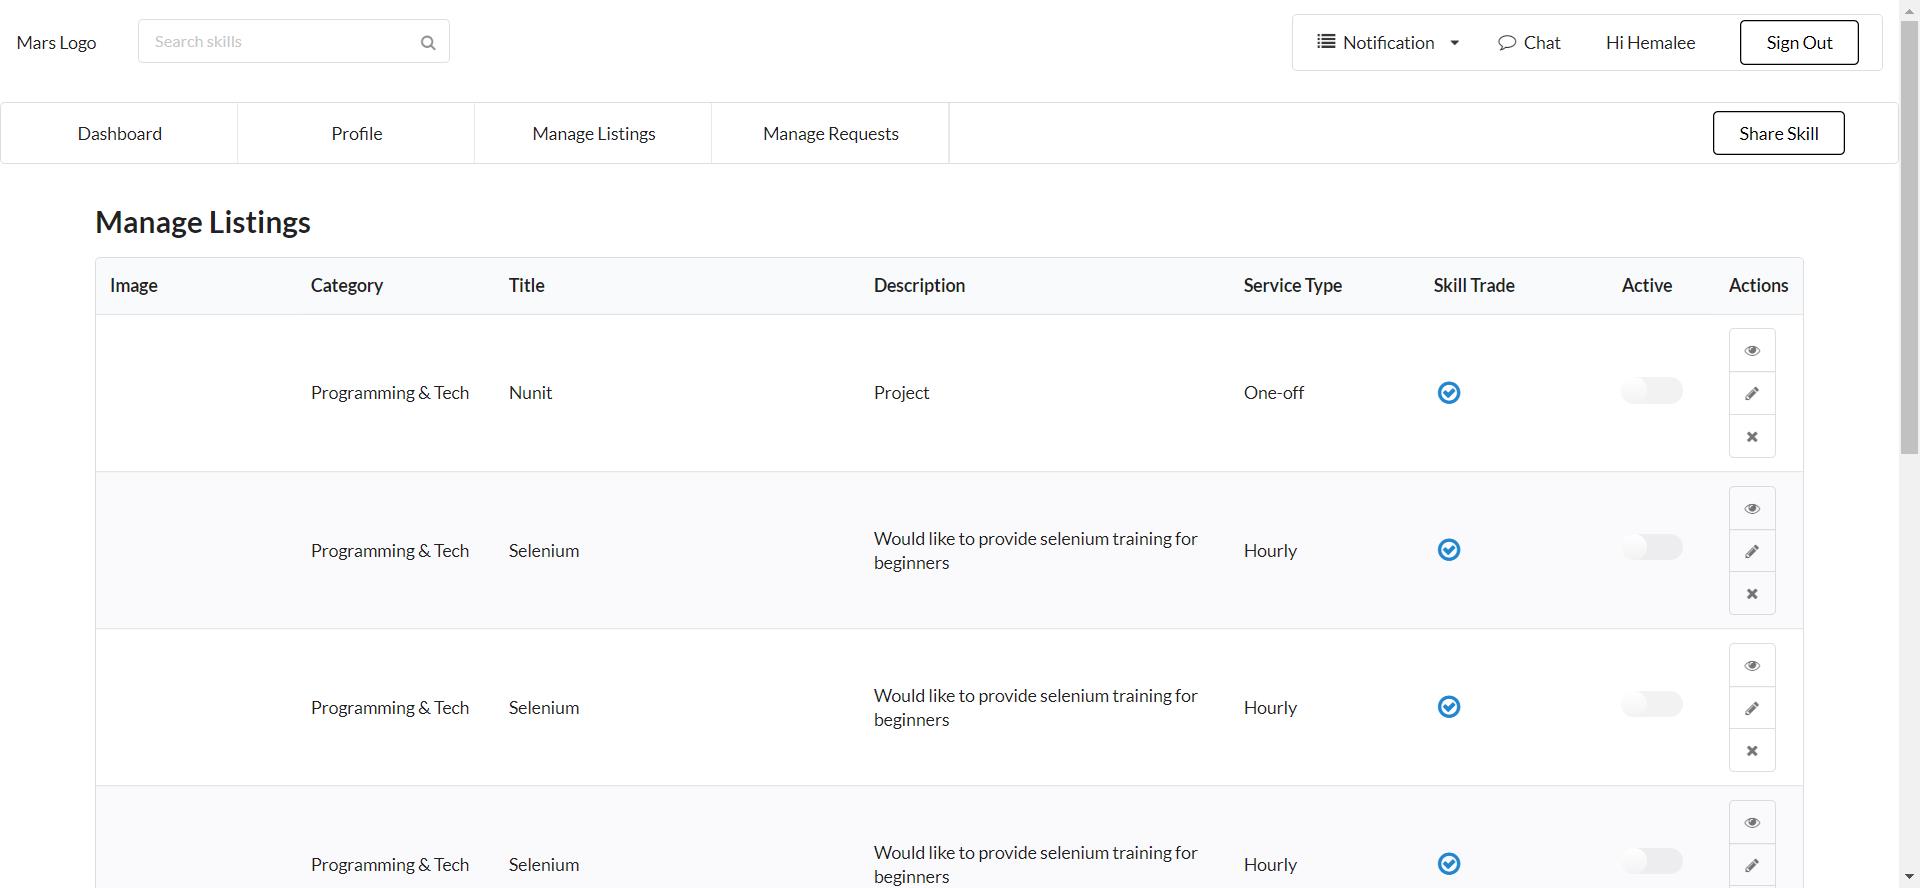 Mars Logo
Search skills
Notification
Chat
Hi Hemalee
Sign Out
Dashboard
Profile
Manage Listings
Manage Requests
Share Skill
Manage Listings
Image Category Title Description Service Type Skill Trade Active Actions
Programming & Tech Nunit Project One-off
Programming & Tech Selenium Would like to provide selenium training for
beginners Hourly
Programming & Tech Selenium Would like to provide selenium training for
beginners Hourly
Programming & Tech Selenium Would like to provide selenium training for
beginners Hourly